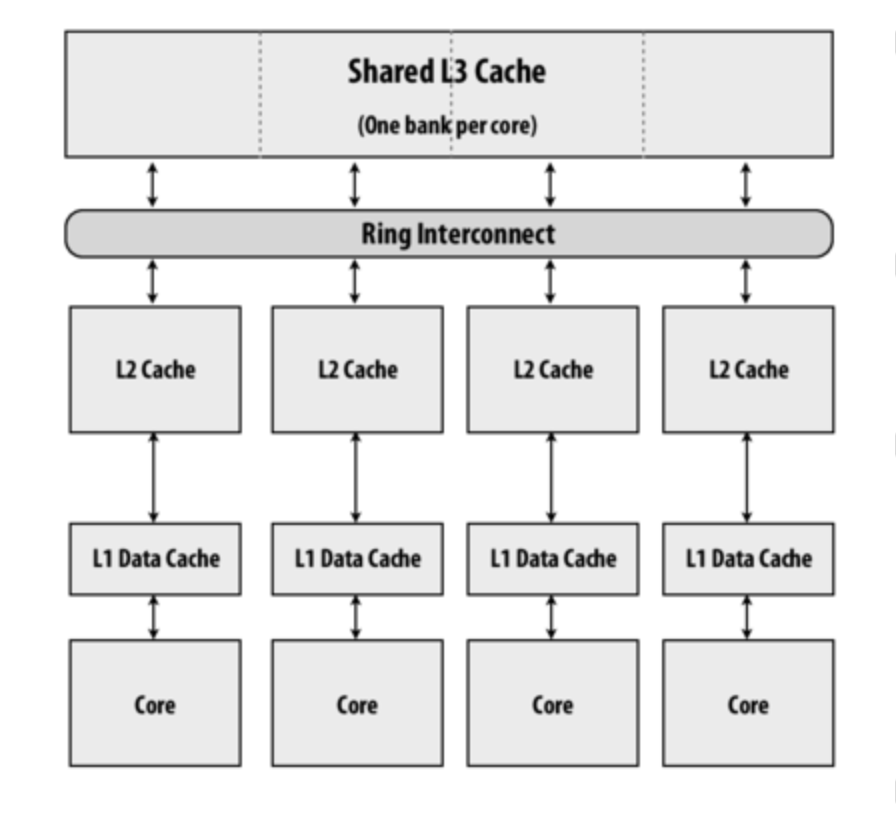 Shared L3 Cache
(One bank per core)
Ring Interconnect
L2 Cache
L2 Cache
L2 Cache
L2 Cache
L1 Data Cache
L1 Data Cache
L1 Data Cache
L1 Data Cache
Core
Core
Core
Core